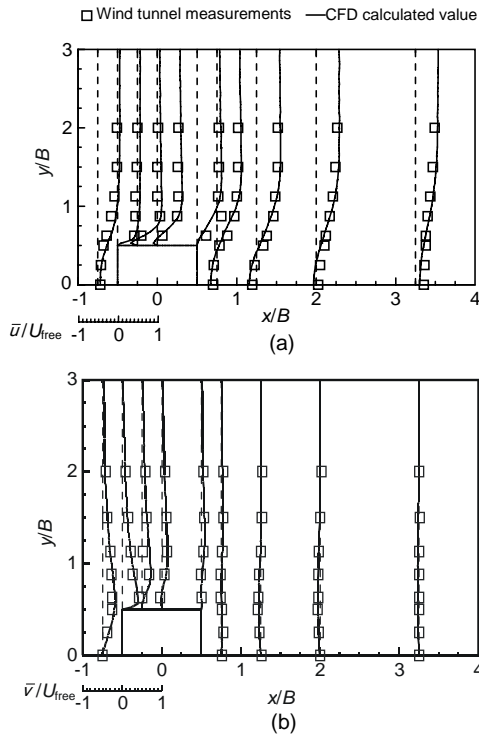 Wind tunnel measurements CFD calculated value
3
2
1
0
y/B
-1 0 1 2 3 4
x/B
u̅/Ufree
-1 0 1
(a)
3
2
1
0
y/B
-1 0 1 2 3 4
x/B
v̅/Ufree
-1 0 1
(b)